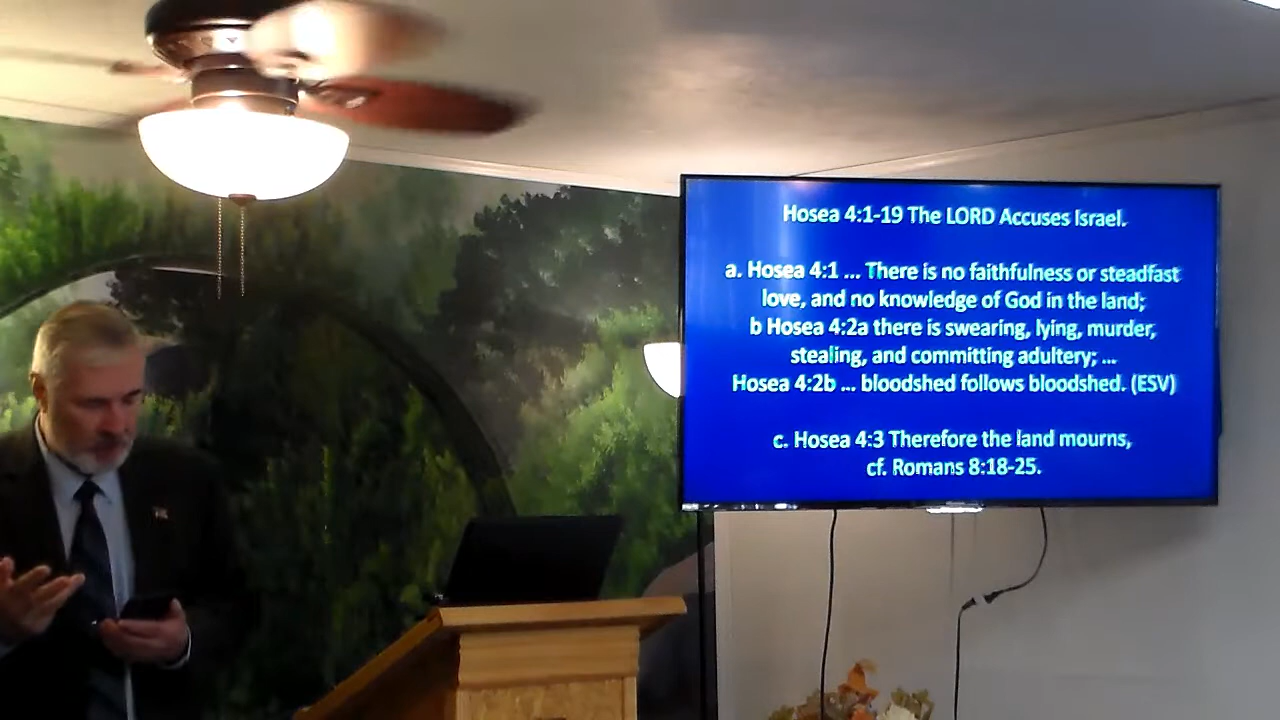 Hosea 4:1-19 The LORD Accuses Israel.
a. Hosea 4:1 ... There is no faithfulness or steadfast
love, and no knowledge of God in the land;
b Hosea 4:2a there is swearing, lying, murder,
stealing, and committing adultery; ...
Hosea 4:2b ... bloodshed follows bloodshed. (ESV)
c. Hosea 4:3 Therefore the land mourns,
cf. Romans 8:18-25.